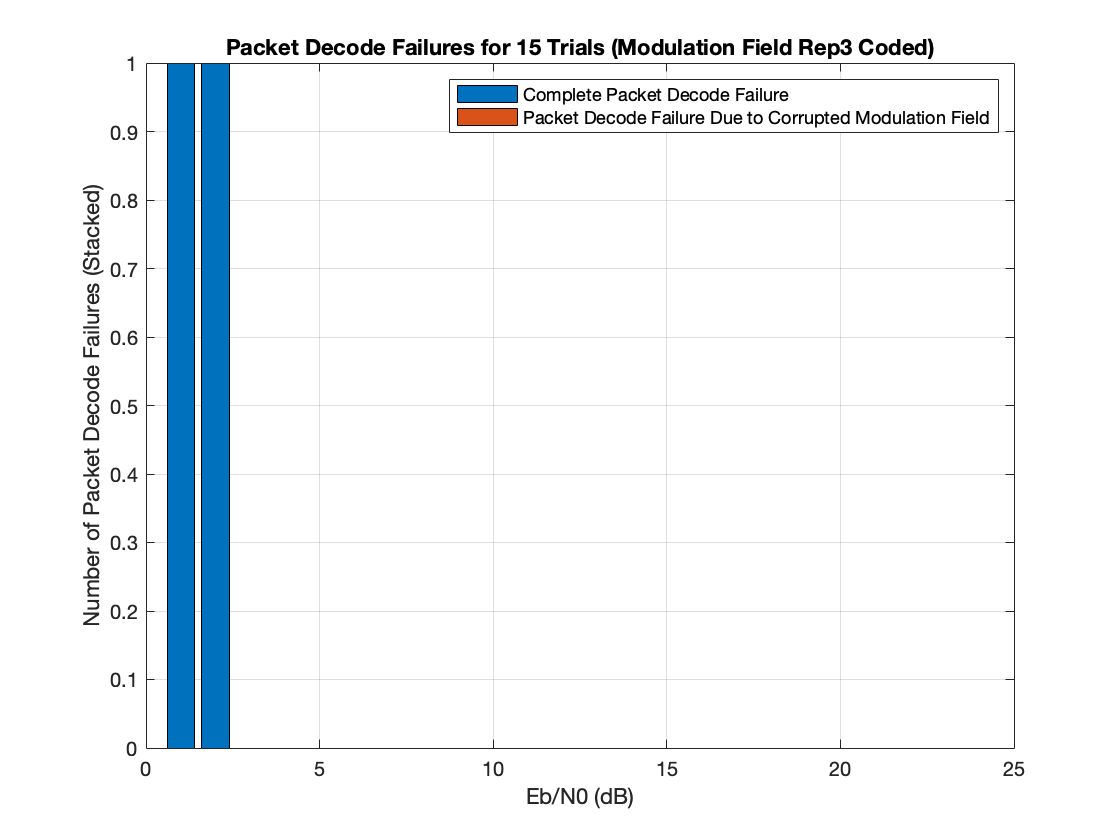 Packet Decode Failures for 15 Trials (Modulation Field Rep3 Coded)
Complete Packet Decode Failure
Packet Decode Failure Due to Corrupted Modulation Field
Number of Packet Decode Failures (Stacked)
1
0.9
0.8
0.7
0.6
0.5
0.4
0.3
0.2
0.1
0
0 5 10 15 20 25
Eb/N0 (dB)